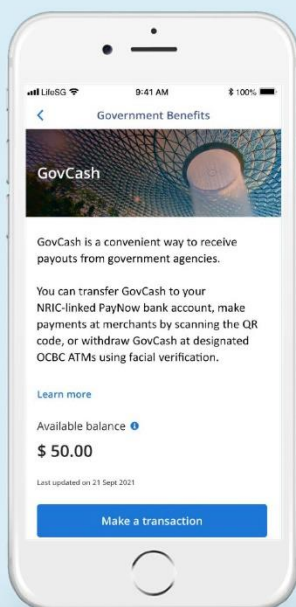 LifeSG 9:41 AM 100%
Government Benefits
GovCash
GovCash is a convenient way to receive
payouts from government agencies.
You can transfer GovCash to your
NRIC-linked PayNow bank account, make
payments at merchants by scanning the QR
code, or withdraw GovCash at designated
OCBC ATMs using facial verification.
Learn more
Available balance
$ 50.00
Last updated on 21 Sept 2021
Make a transaction